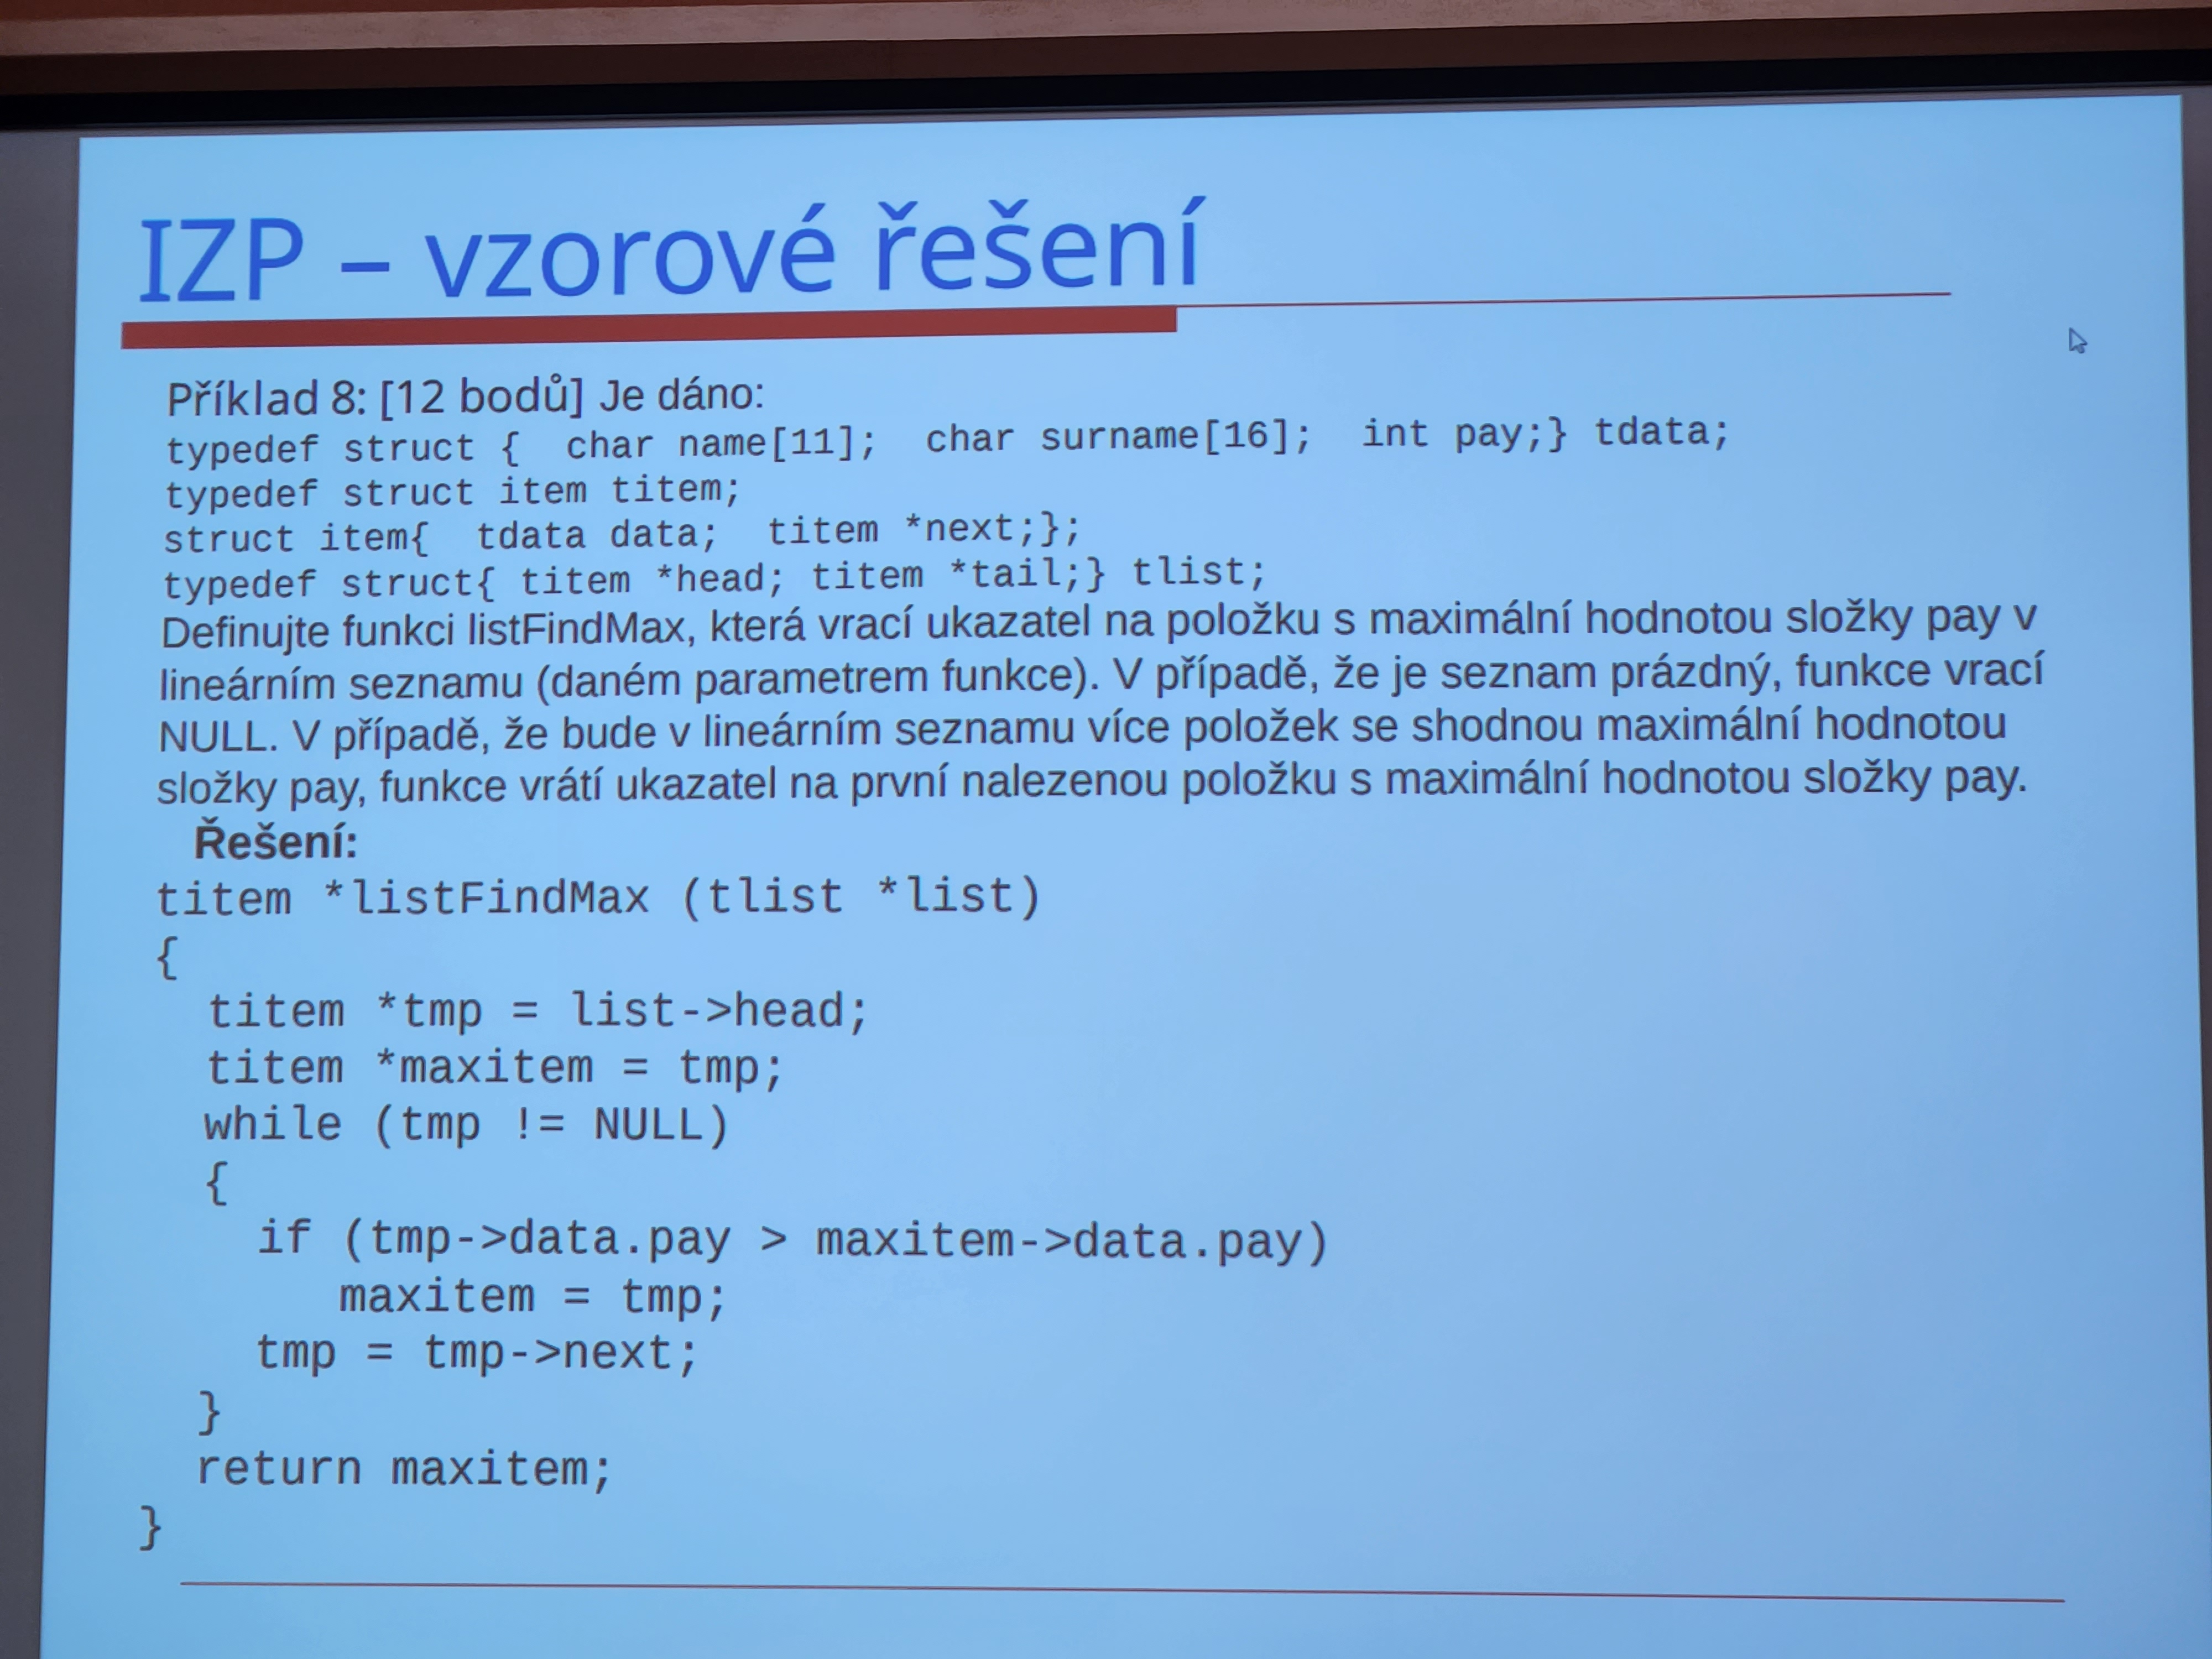 IZP – vzorové řešení
Příklad 8: [12 bodů] Je dáno:
typedef struct {  char name[11];  char surname[16];  int pay;} tdata;
typedef struct item titem;
struct item{  tdata data;  titem *next;};
typedef struct{ titem *head; titem *tail;} tlist;
Definujte funkci listFindMax, která vrací ukazatel na položku s maximální hodnotou složky pay v
lineárním seznamu (daném parametrem funkce). V případě, že je seznam prázdný, funkce vrací
NULL. V případě, že bude v lineárním seznamu více položek se shodnou maximální hodnotou
složky pay, funkce vrátí ukazatel na první nalezenou položku s maximální hodnotou složky pay.
Řešení:
titem *listFindMax (tlist *list)
{
  titem *tmp = list->head;
  titem *maxitem = tmp;
  while (tmp != NULL)
  {
    if (tmp->data.pay > maxitem->data.pay)
       maxitem = tmp;
    tmp = tmp->next;
  }
  return maxitem;
}